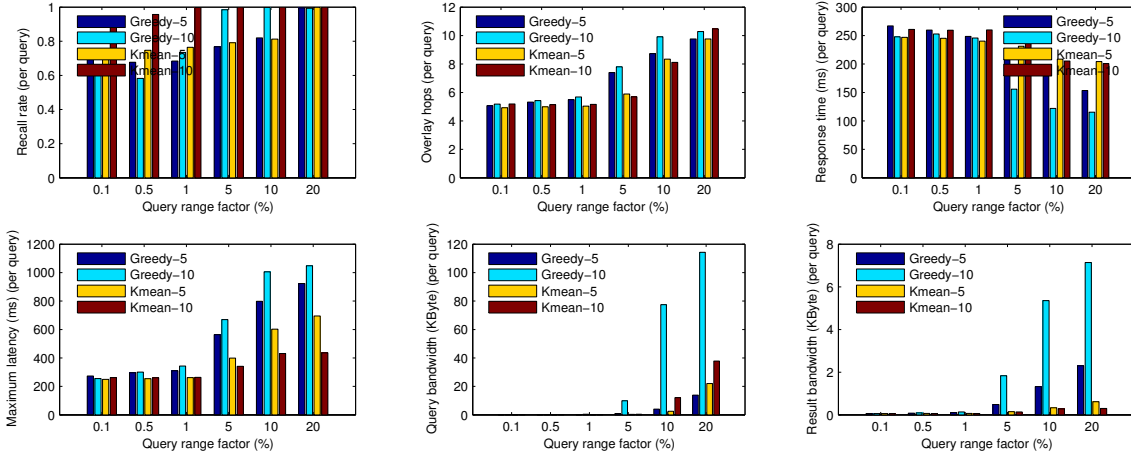 Recall rate (per query)
1
0.8
0.6
0.4
0.2
0
Greedy−5
Greedy−10
Kmean−5
Kmean−10
0.1 0.5 1 5 10 20
Query range factor (%)
Overlay hops (per query)
12
10
8
6
4
2
0
Greedy−5
Greedy−10
Kmean−5
Kmean−10
0.1 0.5 1 5 10 20
Query range factor (%)
Response time (ms) (per query)
300
250
200
150
100
50
0
Greedy−5
Greedy−10
Kmean−5
Kmean−10
0.1 0.5 1 5 10 20
Query range factor (%)
Maximum latency (ms) (per query)
1200
1000
800
600
400
200
0
Greedy−5
Greedy−10
Kmean−5
Kmean−10
0.1 0.5 1 5 10 20
Query range factor (%)
Query bandwidth (KByte) (per query)
120
100
80
60
40
20
0
Greedy−5
Greedy−10
Kmean−5
Kmean−10
0.1 0.5 1 5 10 20
Query range factor (%)
Result bandwidth (KByte) (per query)
8
6
4
2
0
Greedy−5
Greedy−10
Kmean−5
Kmean−10
0.1 0.5 1 5 10 20
Query range factor (%)